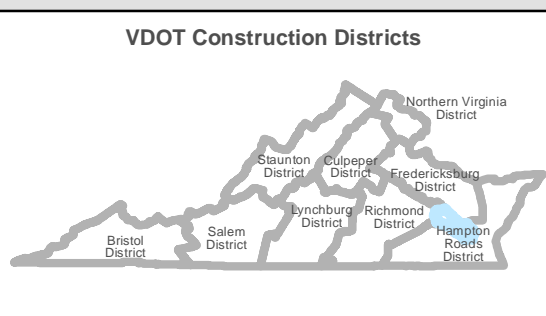 VDOT Construction Districts
Northern Virginia
District
Staunton
District
Culpeper
District
Fredericksburg
District
Lynchburg
District
Richmond
District
Salem
District
Bristol
District
Hampton
Roads
District